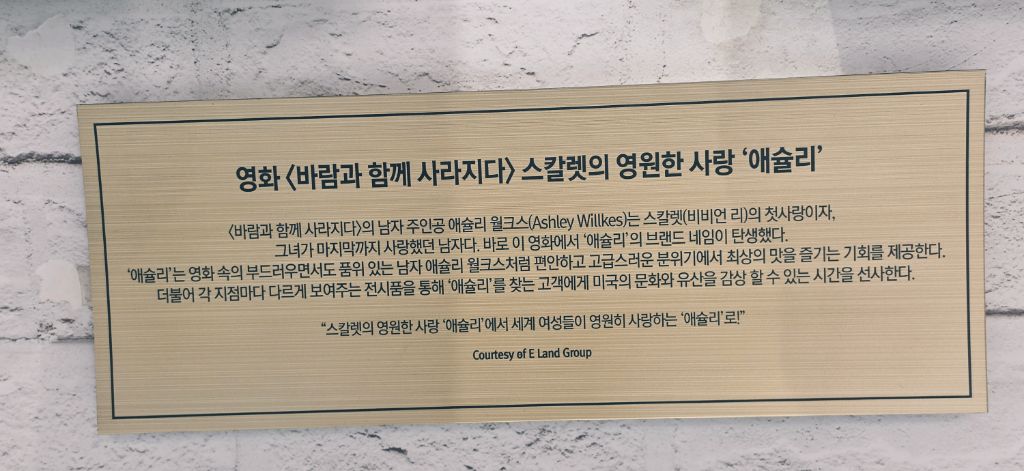 영화 〈바람과 함께 사라지다〉 스칼렛의 영원한 사랑 ‘애슐리’
〈바람과 함께 사라지다〉의 남자 주인공 애슐리 윌크스(Ashley Willkes)는 스칼렛(비비언 리)의 첫사랑이자,
그녀가 마지막까지 사랑했던 남자다. 바로 이 영화에서 ‘애슐리’의 브랜드 네임이 탄생했다.
‘애슐리’는 영화 속의 부드러우면서도 품위 있는 남자 애슐리 윌크스처럼 편안하고 고급스러운 분위기에서 최상의 맛을 즐기는 기회를 제공한다.
더불어 각 지점마다 다르게 보여주는 전시품을 통해 ‘애슐리’를 찾는 고객에게 미국의 문화와 유산을 감상 할 수 있는 시간을 선사한다.
“스칼렛의 영원한 사랑 ‘애슐리’에서 세계 여성들이 영원히 사랑하는 ‘애슐리’로!”
Courtesy of E Land Group